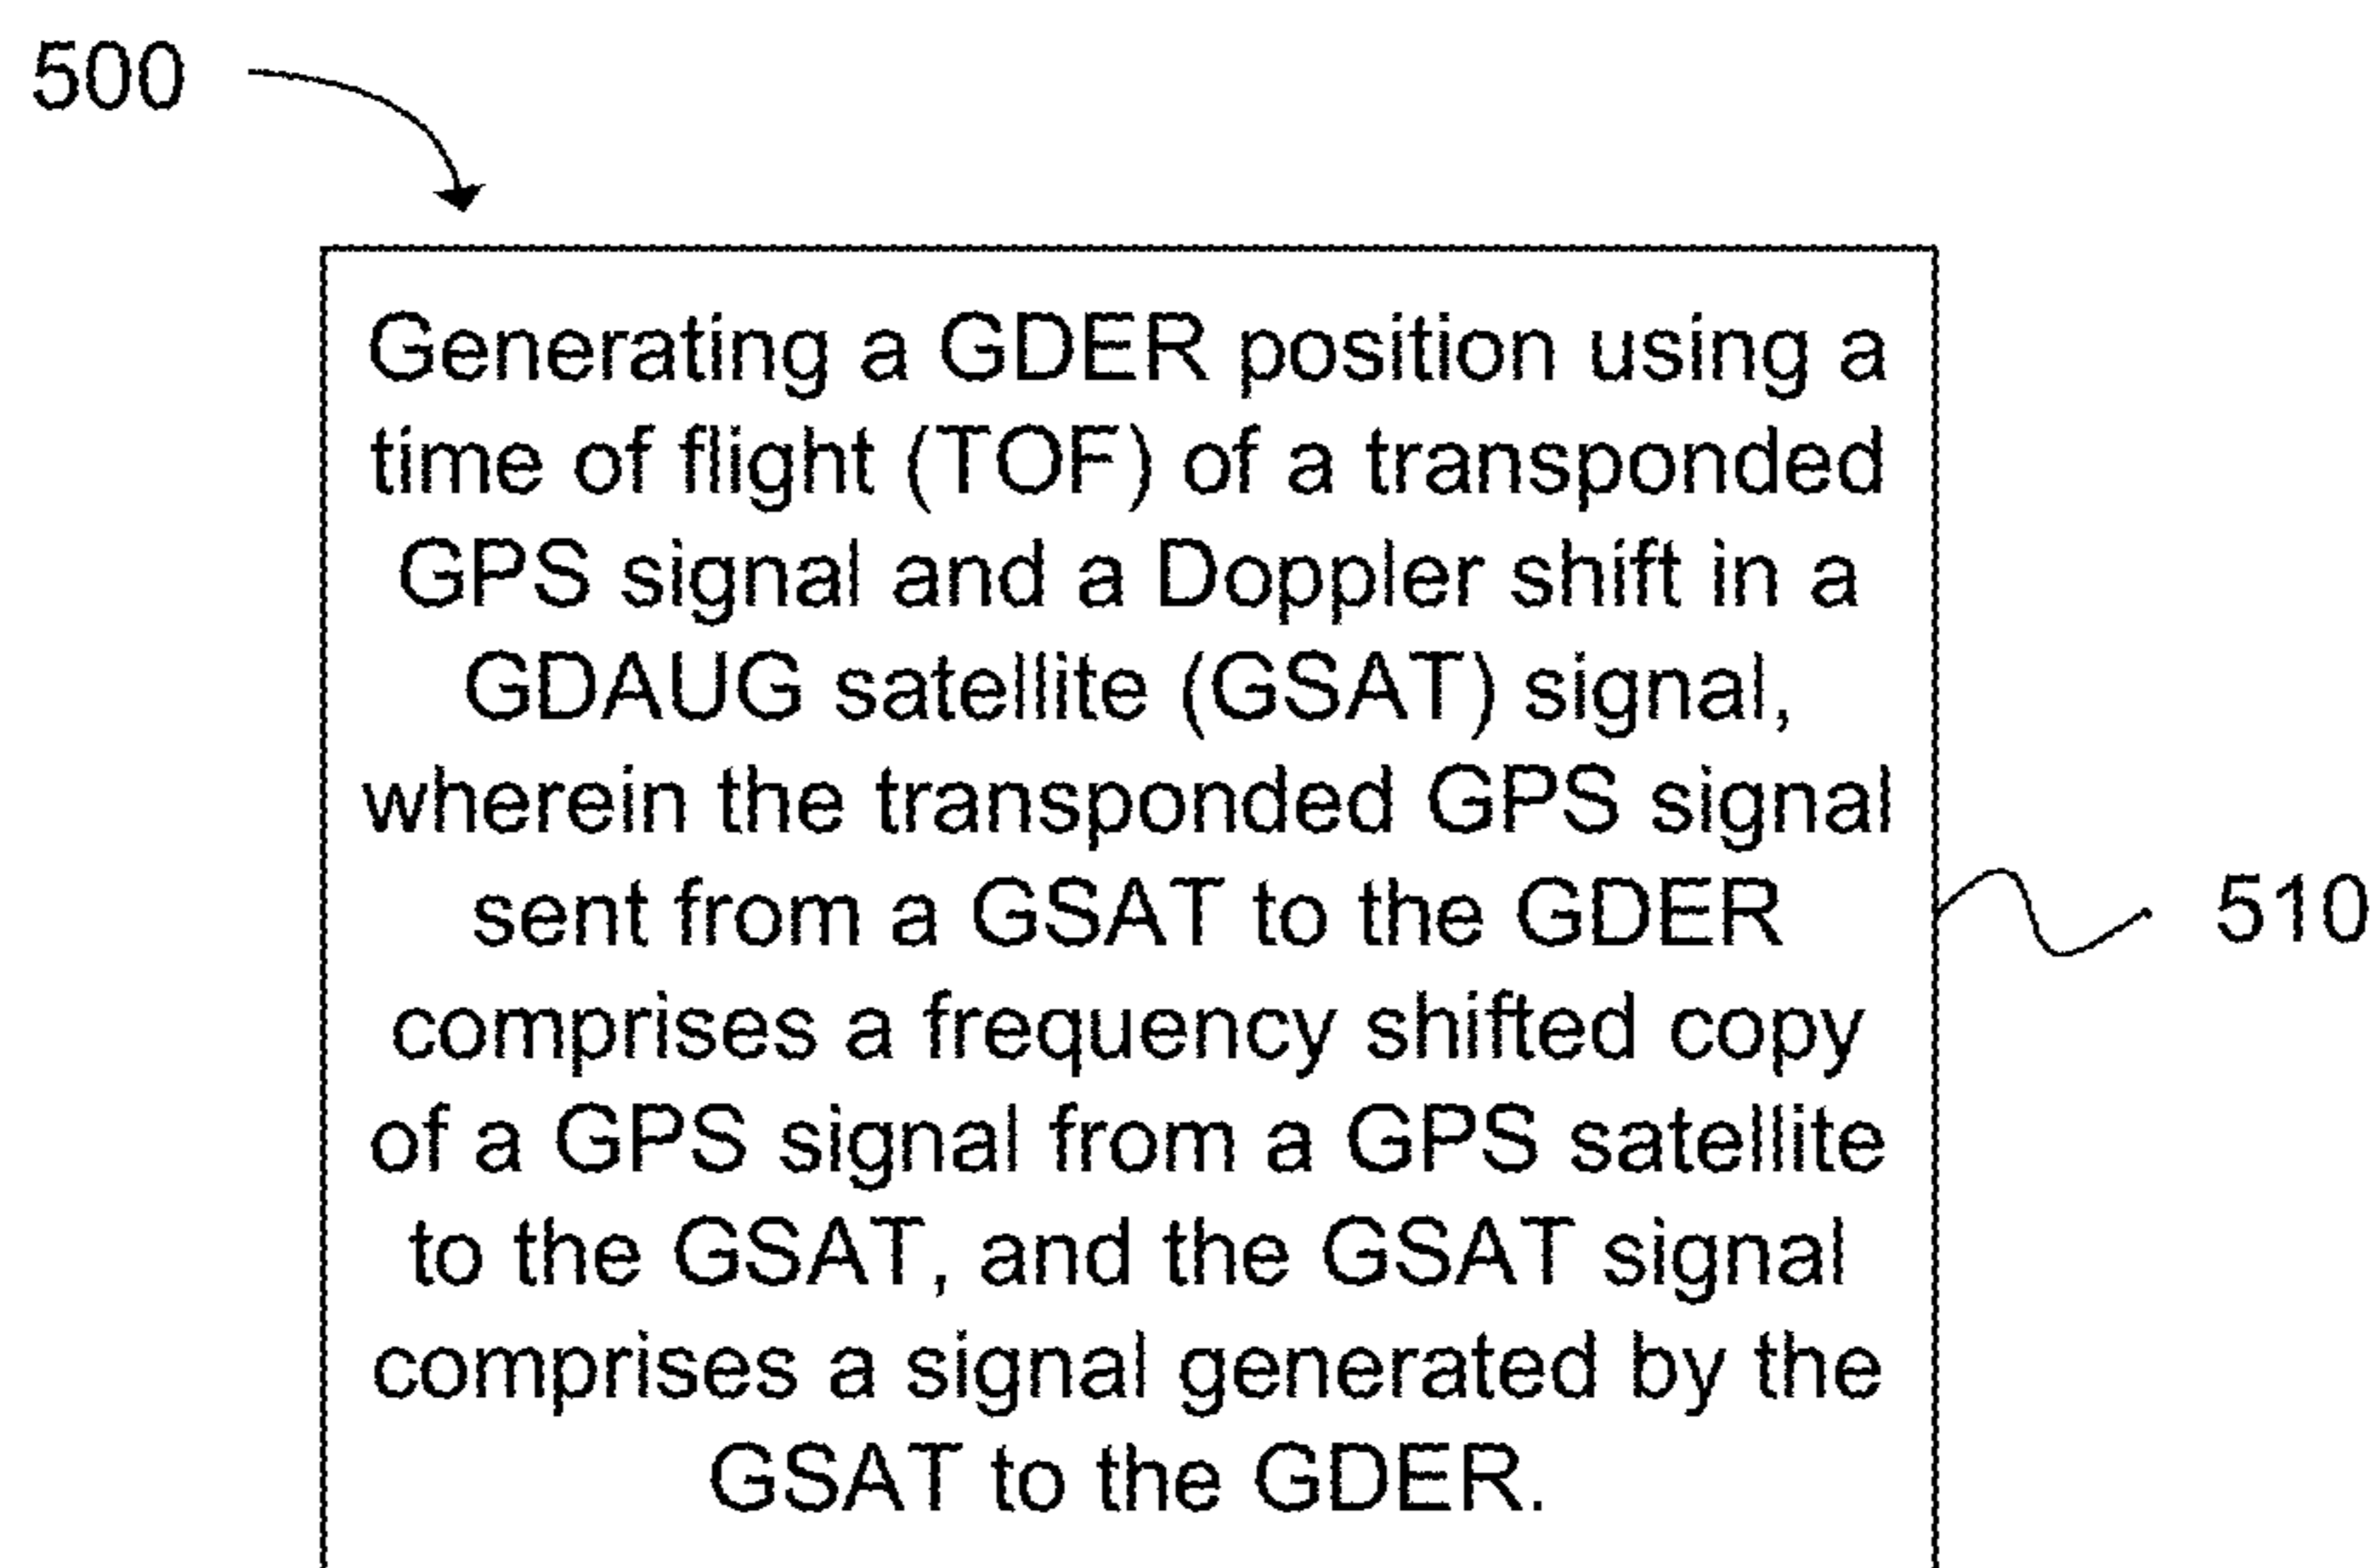 500
Generating a GDER position using a
time of flight (TOF) of a transponded
GPS signal and a Doppler shift in a
GDAUG satellite (GSAT) signal,
wherein the transponded GPS signal
sent from a GSAT to the GDER
510
comprises a frequency shifted copy
of a GPS signal from a GPS satellite
to the GSAT, and the GSAT signal
comprises a signal generated by the
GSAT to the GDER.